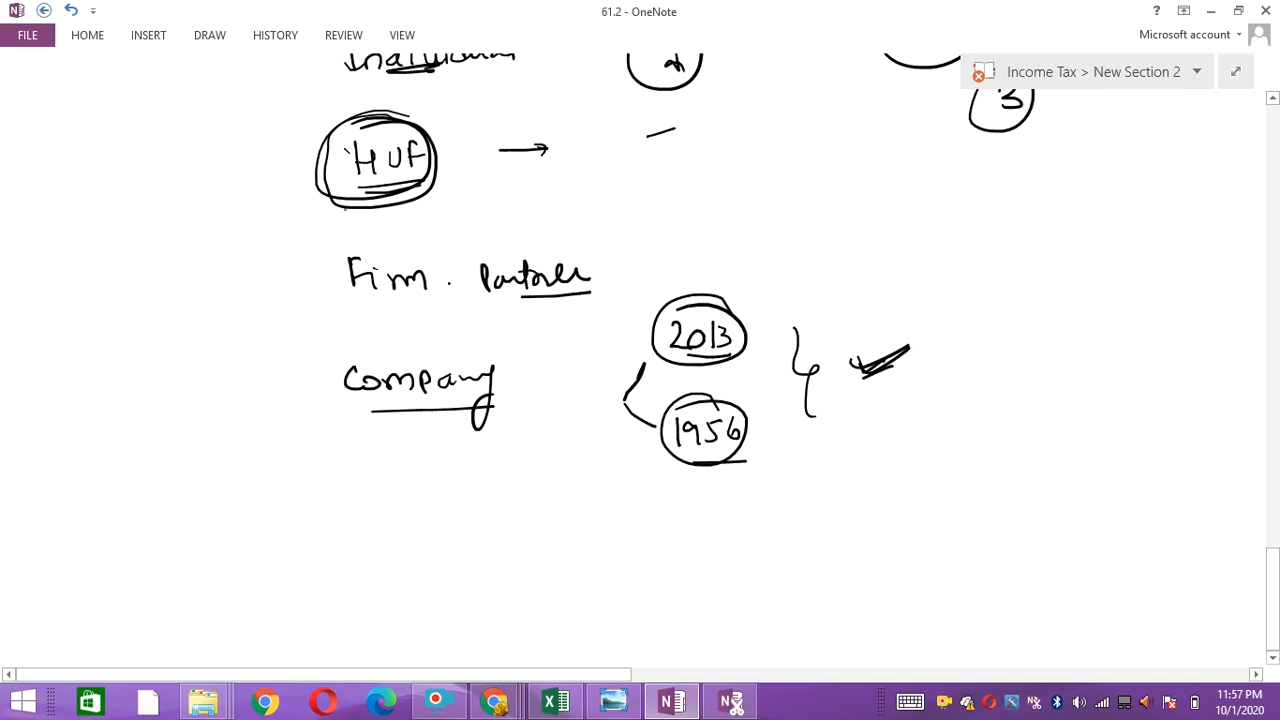 61.2 - OneNote
FILE HOME INSERT DRAW HISTORY REVIEW VIEW
Microsoft account
Income Tax > New Section 2
Individual
3
HUF →
Firm. Partner
2013
Company
1956
11:57 PM
10/1/2020